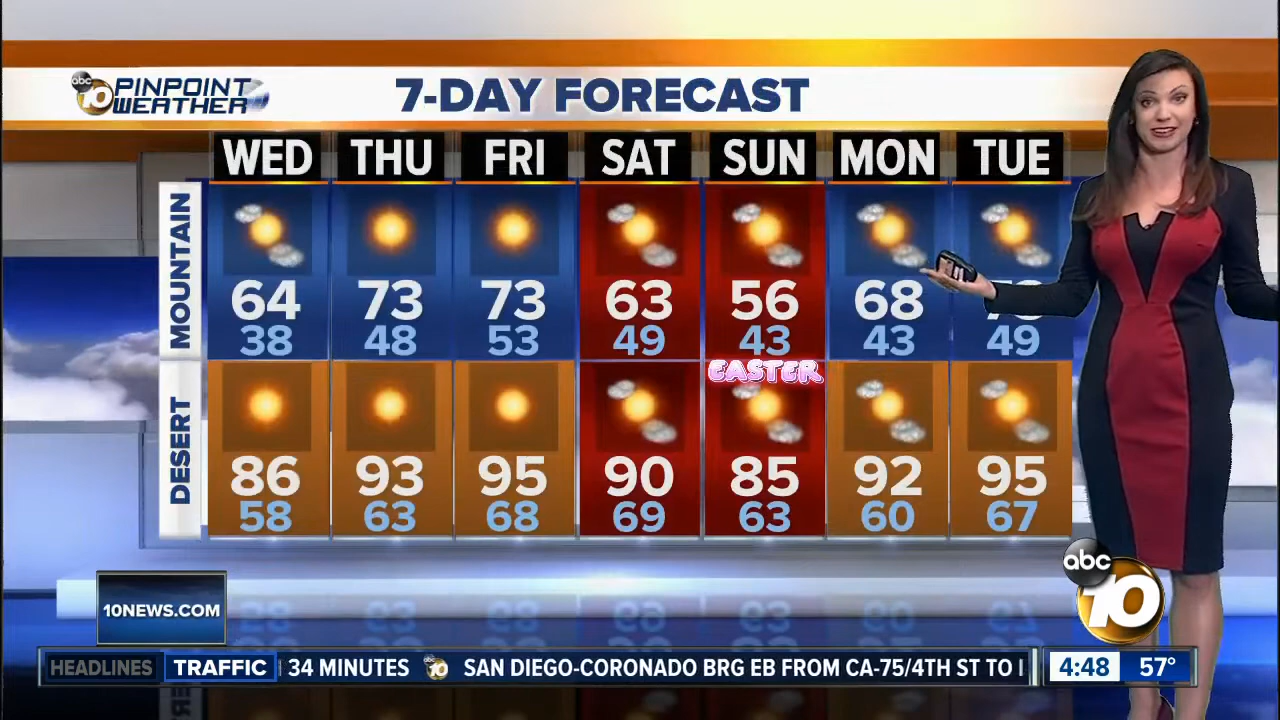 abc
10
PINPOINT
WEATHER
7-DAY FORECAST
WED THU FRI SAT SUN MON TUE
MOUNTAIN
64 73 73 63 56 68
38 48 53 49 43 43 49
EASTER
DESERT
86 93 95 90 85 92 95
58 63 68 69 63 60 67
10NEWS.COM
abc
10
HEADLINES TRAFFIC 34 MINUTES 10 SAN DIEGO-CORONADO BRG EB FROM CA-75/4TH ST TO I
4:48 57°